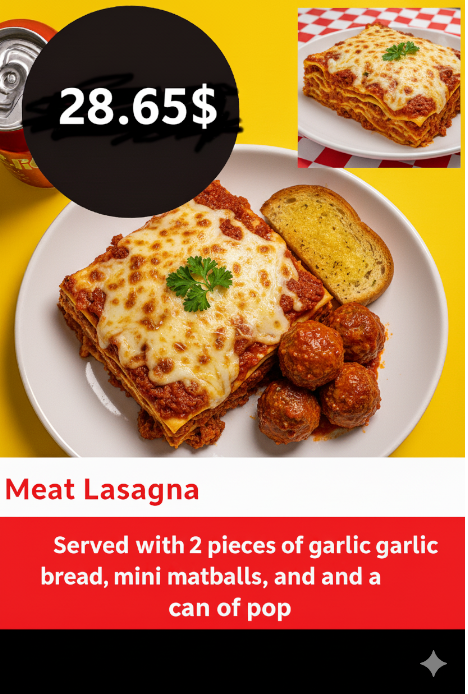 28.65$
Meat Lasagna
Served with 2 pieces of garlic garlic
bread, mini matballs, and and a
can of pop